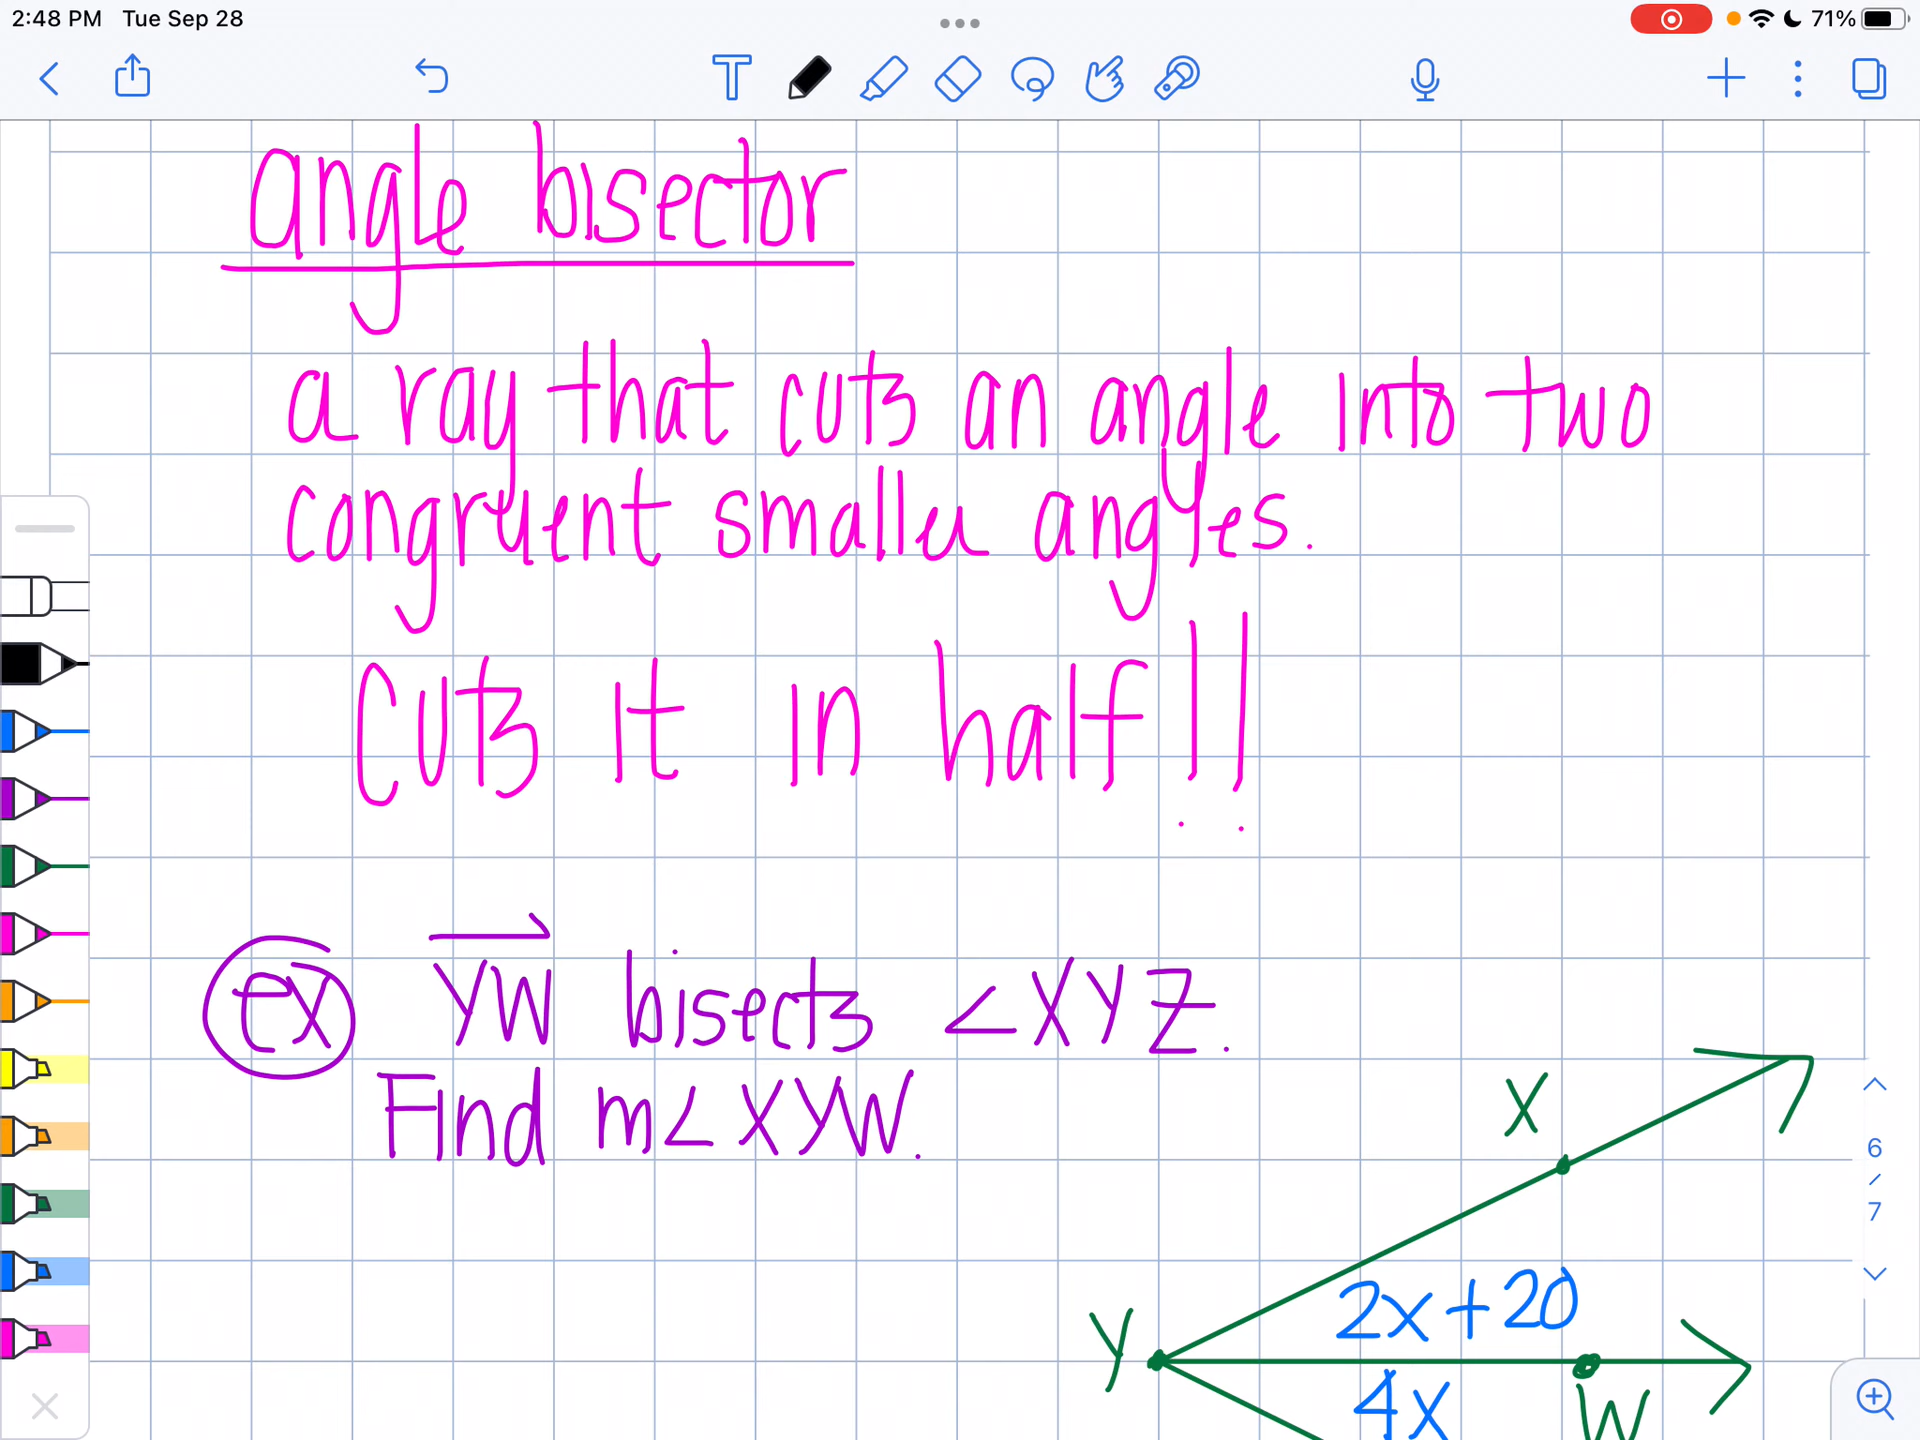 2:48 PM Tue Sep 28
71%
angle bisector
a ray that cuts an angle into two
congruent smaller angles.
cuts it in half!!
ex YW bisects ∠XYZ.
Find m∠XYW.
X
6
/
7
2x+20
Y
4x
W